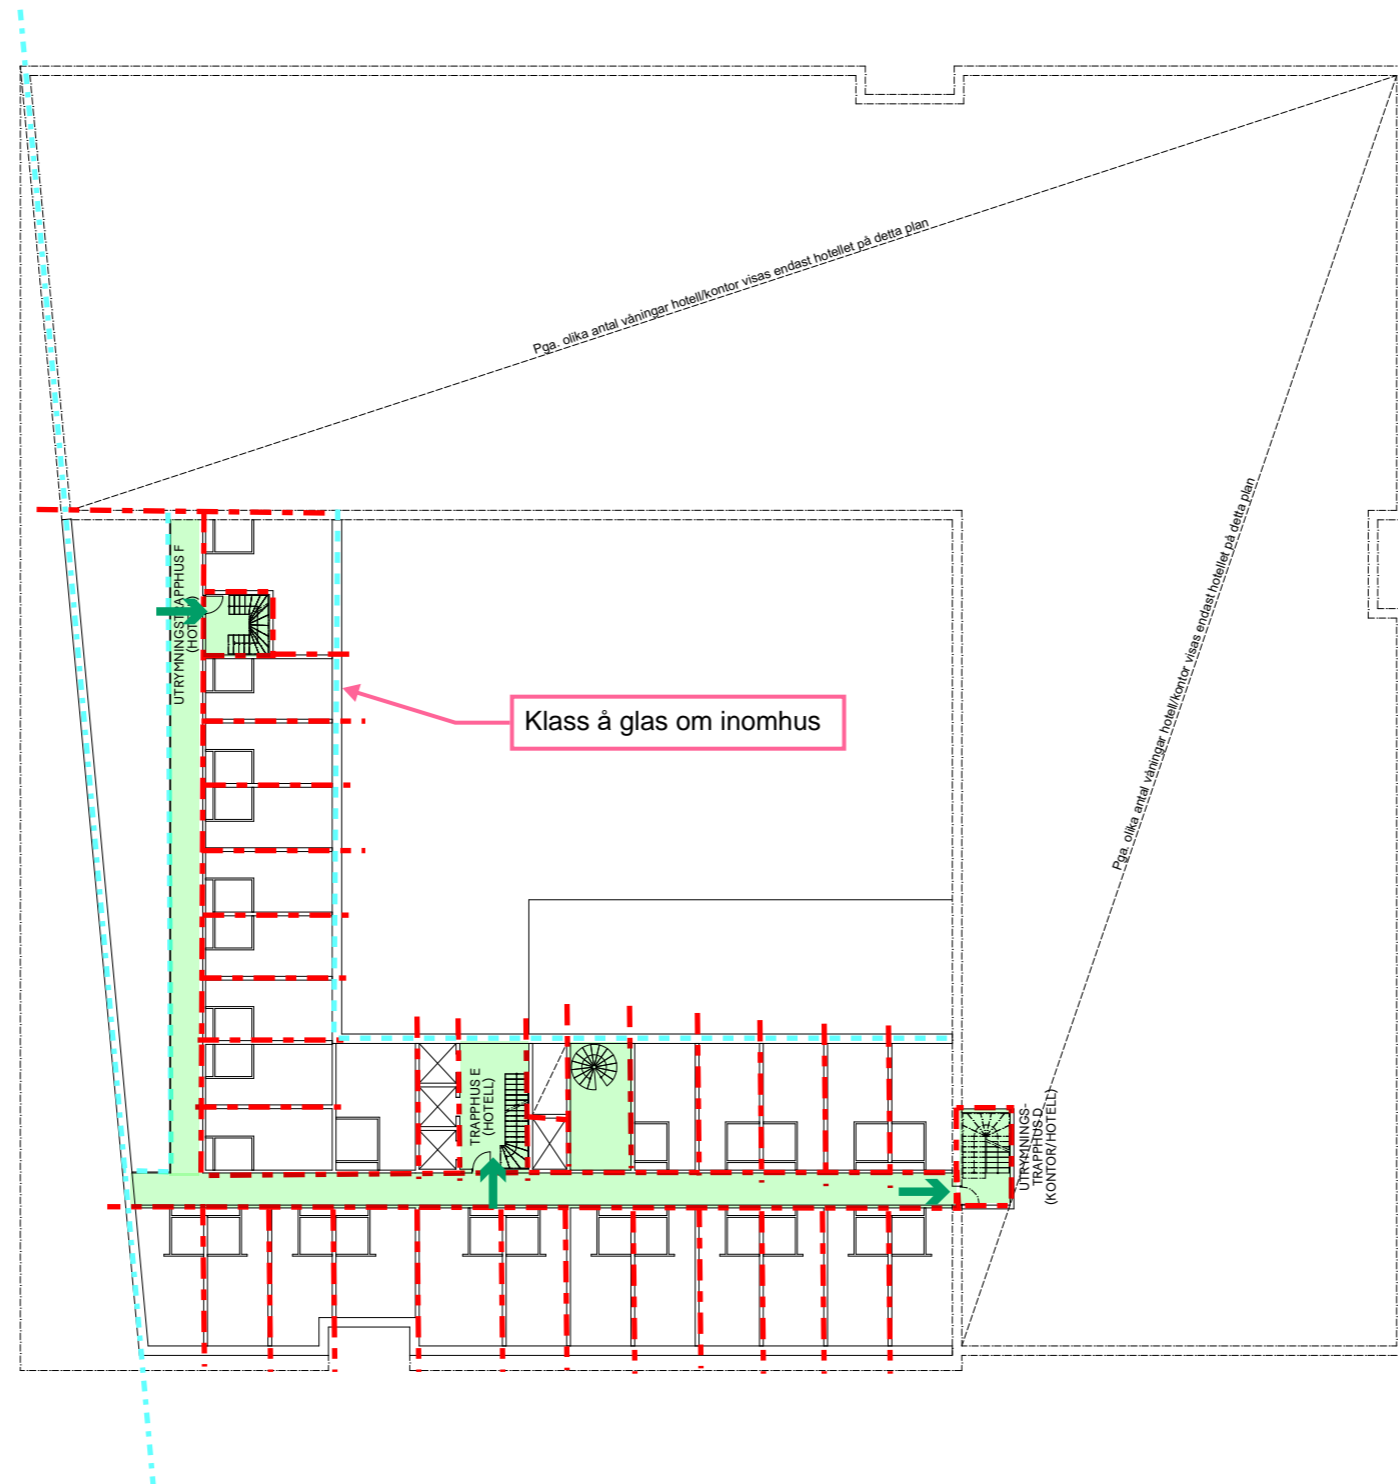 Pga. olika antal våningar hotell/kontor visas endast hotellet på detta plan
Pga. olika antal våningar hotell/kontor visas endast hotellet på detta plan
UTRYMNINGSTRAPPHUS F
(HOTELL)
Klass å glas om inomhus
TRAPPHUS E
(HOTELL)
UTRYMNINGS-
TRAPPHUS D
(KONTOR/HOTELL)